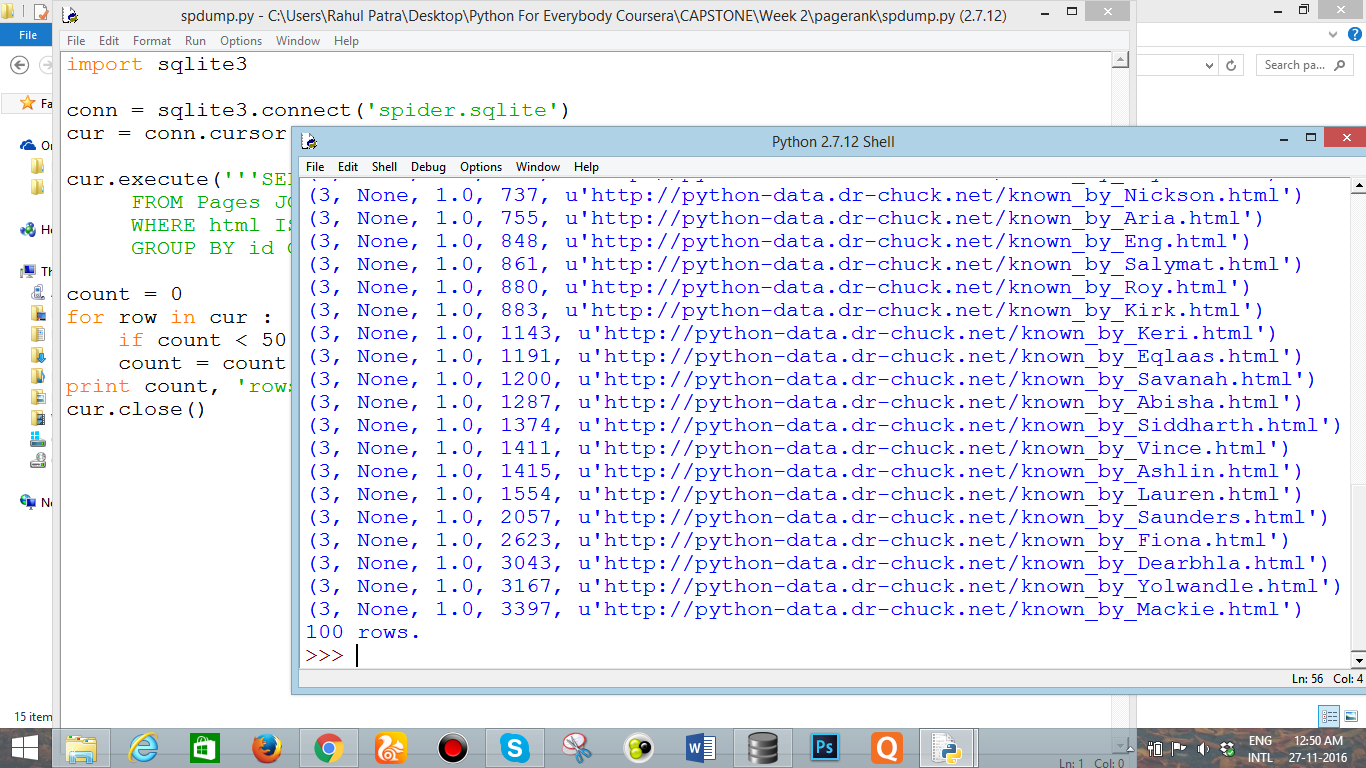 spdump.py - C:\Users\Rahul Patra\Desktop\Python For Everybody Coursera\CAPSTONE\Week 2\pagerank\spdump.py (2.7.12)
File
File Edit Format Run Options Window Help
Search pa...
import sqlite3
conn = sqlite3.connect('spider.sqlite')
cur = conn.cursor
cur.execute('''SE
FROM Pages
WHERE html
GROUP BY id
count = 0
for row in cur :
if count < 50
count = count
print count, 'rows
cur.close()
Python 2.7.12 Shell
File Edit Shell Debug Options Window Help
(3, None, 1.0, 737, u'http://python-data.dr-chuck.net/known_by_Nickson.html')
(3, None, 1.0, 755, u'http://python-data.dr-chuck.net/known_by_Aria.html')
(3, None, 1.0, 848, u'http://python-data.dr-chuck.net/known_by_Eng.html')
(3, None, 1.0, 861, u'http://python-data.dr-chuck.net/known_by_Salymat.html')
(3, None, 1.0, 880, u'http://python-data.dr-chuck.net/known_by_Roy.html')
(3, None, 1.0, 883, u'http://python-data.dr-chuck.net/known_by_Kirk.html')
(3, None, 1.0, 1143, u'http://python-data.dr-chuck.net/known_by_Keri.html')
(3, None, 1.0, 1191, u'http://python-data.dr-chuck.net/known_by_Eqlaas.html')
(3, None, 1.0, 1200, u'http://python-data.dr-chuck.net/known_by_Savanah.html')
(3, None, 1.0, 1287, u'http://python-data.dr-chuck.net/known_by_Abisha.html')
(3, None, 1.0, 1374, u'http://python-data.dr-chuck.net/known_by_Siddharth.html')
(3, None, 1.0, 1411, u'http://python-data.dr-chuck.net/known_by_Vince.html')
(3, None, 1.0, 1415, u'http://python-data.dr-chuck.net/known_by_Ashlin.html')
(3, None, 1.0, 1554, u'http://python-data.dr-chuck.net/known_by_Lauren.html')
(3, None, 1.0, 2057, u'http://python-data.dr-chuck.net/known_by_Saunders.html')
(3, None, 1.0, 2623, u'http://python-data.dr-chuck.net/known_by_Fiona.html')
(3, None, 1.0, 3043, u'http://python-data.dr-chuck.net/known_by_Dearbhla.html')
(3, None, 1.0, 3167, u'http://python-data.dr-chuck.net/known_by_Yolwandle.html')
(3, None, 1.0, 3397, u'http://python-data.dr-chuck.net/known_by_Mackie.html')
100 rows.
>>>
Ln: 56 Col: 4
15 item
Ln: 1 Col: 0
ENG
INTL
12:50 AM
27-11-2016